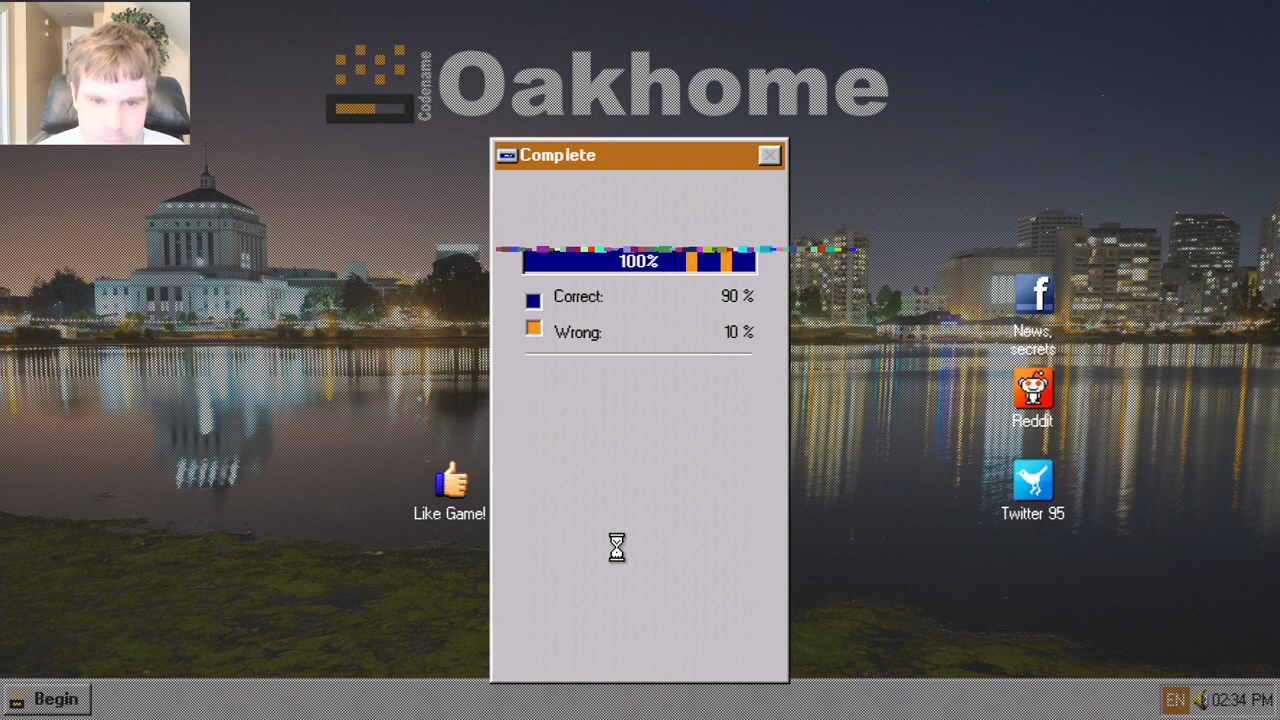 Codename
Oakhome
Complete
100%
Correct: 90 %
Wrong: 10 %
News,
secrets
Reddit
Like Game!
Twitter 95
Begin
EN 02:34 PM